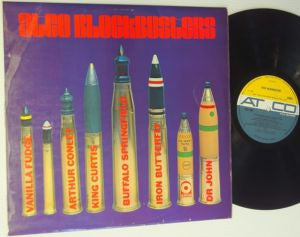 ATCO BLOCKBUSTERS
VANILLA FUDGE
ARTHUR CONLEY
KING CURTIS
BUFFALO SPRINGFIELD
IRON BUTTERFLY
DR JOHN
ATCO